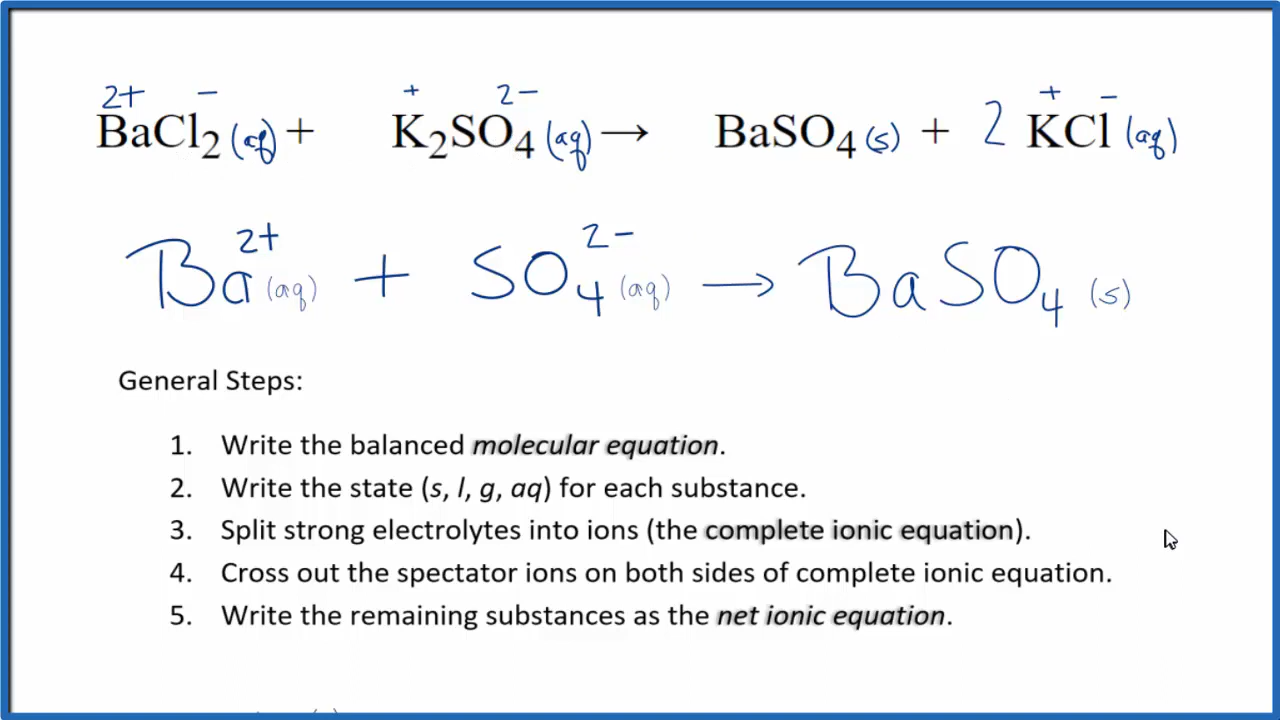 2+ - + 2- + -
BaCl₂(aq) + K₂SO₄(aq) → BaSO₄(s) + 2 KCl(aq)
Ba²⁺(aq) + SO₄²⁻(aq) → BaSO₄(s)
General Steps:
1. Write the balanced molecular equation.
2. Write the state (s, l, g, aq) for each substance.
3. Split strong electrolytes into ions (the complete ionic equation).
4. Cross out the spectator ions on both sides of complete ionic equation.
5. Write the remaining substances as the net ionic equation.